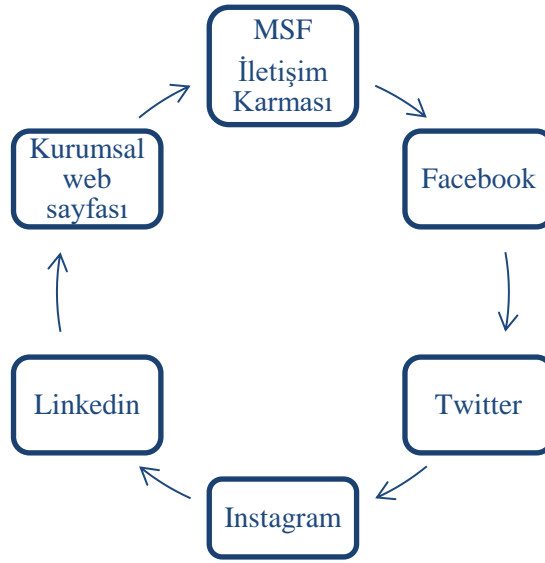 MSF
İletişim
Karması
Facebook
Twitter
Instagram
Linkedin
Kurumsal
web
sayfası